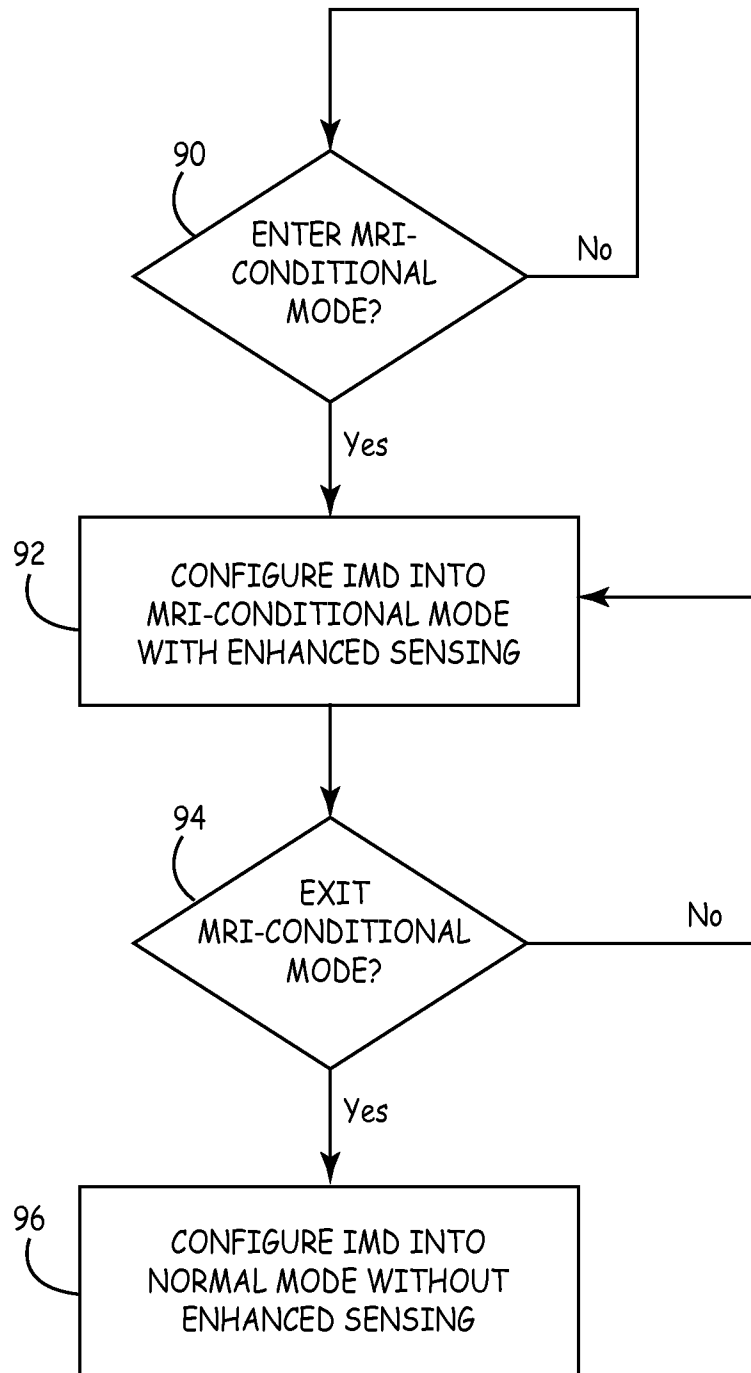 90
ENTER MRI-
CONDITIONAL
MODE?
No
Yes
92
CONFIGURE IMD INTO
MRI-CONDITIONAL MODE
WITH ENHANCED SENSING
94
EXIT
MRI-CONDITIONAL
MODE?
No
Yes
96
CONFIGURE IMD INTO
NORMAL MODE WITHOUT
ENHANCED SENSING